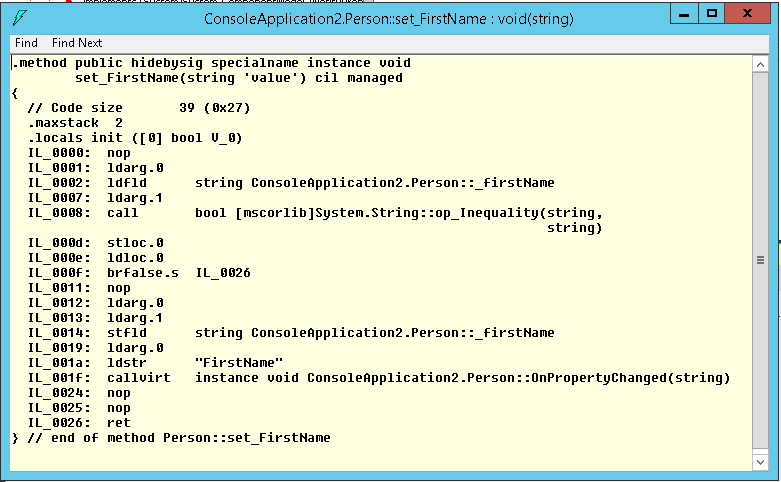 ConsoleApplication2.Person::set_FirstName : void(string)
Find Find Next
.method public hidebysig specialname instance void
        set_FirstName(string 'value') cil managed
{
  // Code size       39 (0x27)
  .maxstack  2
  .locals init ([0] bool V_0)
  IL_0000:  nop
  IL_0001:  ldarg.0
  IL_0002:  ldfld      string ConsoleApplication2.Person::_firstName
  IL_0007:  ldarg.1
  IL_0008:  call       bool [mscorlib]System.String::op_Inequality(string,
                                                                   string)
  IL_000d:  stloc.0
  IL_000e:  ldloc.0
  IL_000f:  brfalse.s  IL_0026
  IL_0011:  nop
  IL_0012:  ldarg.0
  IL_0013:  ldarg.1
  IL_0014:  stfld      string ConsoleApplication2.Person::_firstName
  IL_0019:  ldarg.0
  IL_001a:  ldstr      "FirstName"
  IL_001f:  callvirt   instance void ConsoleApplication2.Person::OnPropertyChanged(string)
  IL_0024:  nop
  IL_0025:  nop
  IL_0026:  ret
} // end of method Person::set_FirstName